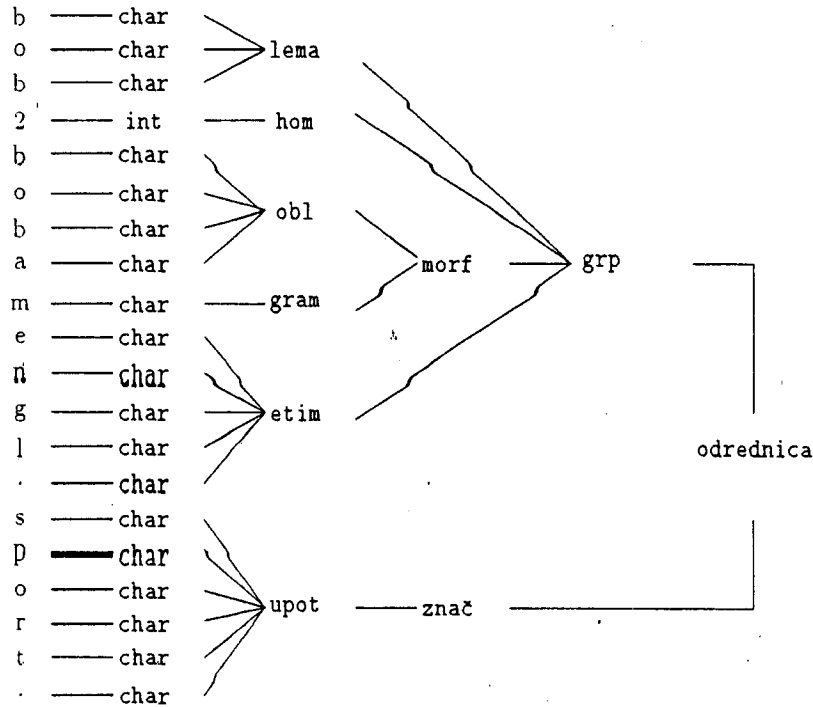 b char
o char lema
b char
2 int hom
b char
o char
obl
b char
a char morf grp
m char gram
e char
n char
g char etim
l char odrednica
. char
s char
p char
o char
upot znač
r char
t char
. char